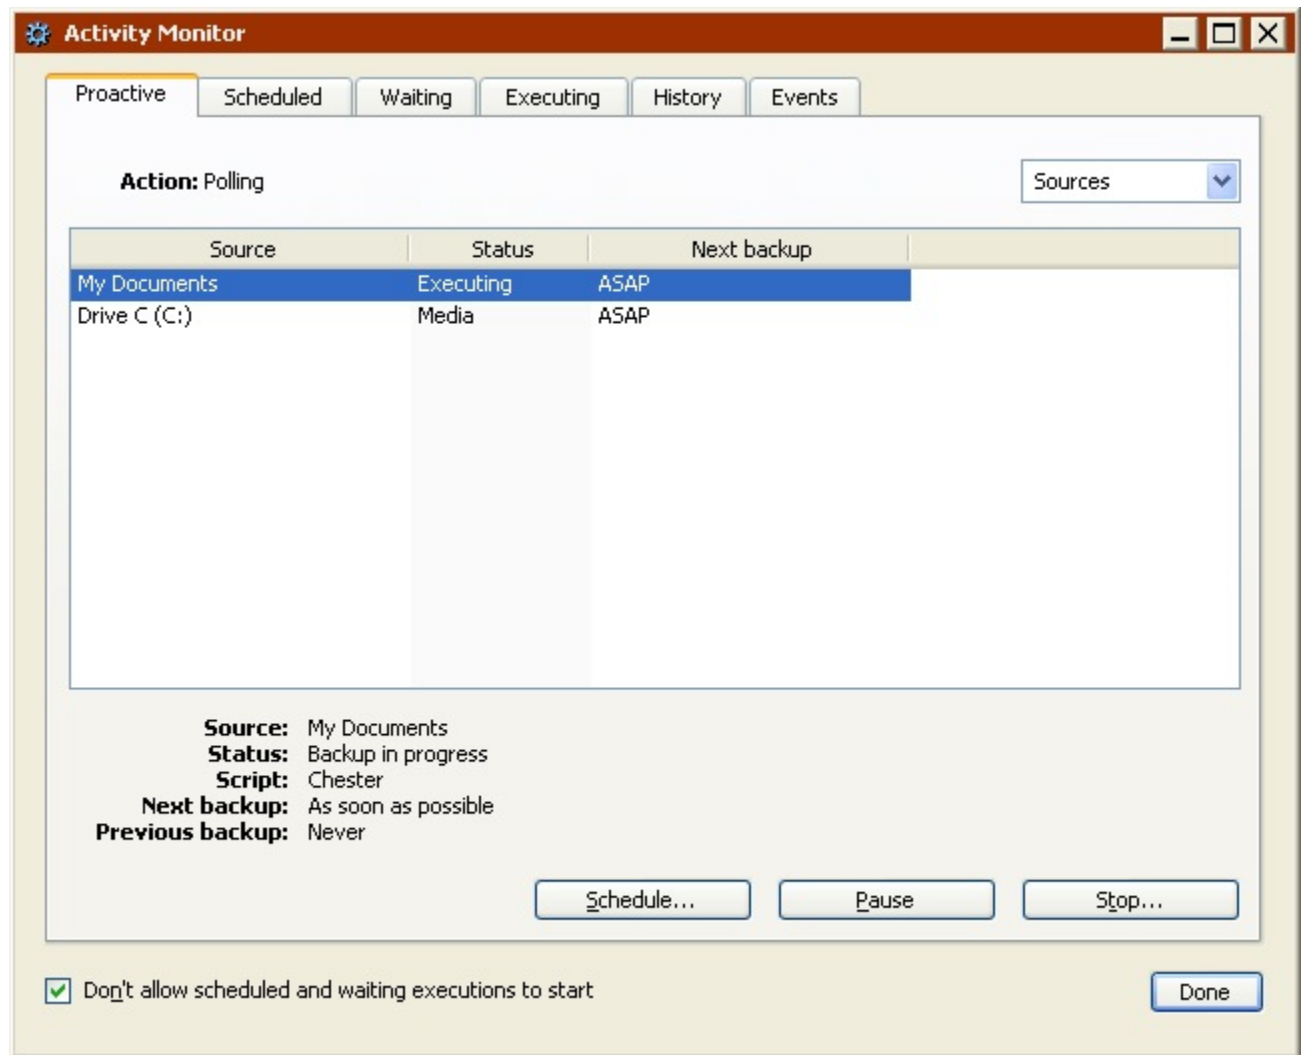 Activity Monitor
Proactive Scheduled Waiting Executing History Events
Action: Polling Sources
Source Status Next backup
My Documents Executing ASAP
Drive C (C:) Media ASAP
Source: My Documents
Status: Backup in progress
Script: Chester
Next backup: As soon as possible
Previous backup: Never
Schedule... Pause Stop...
Don't allow scheduled and waiting executions to start Done